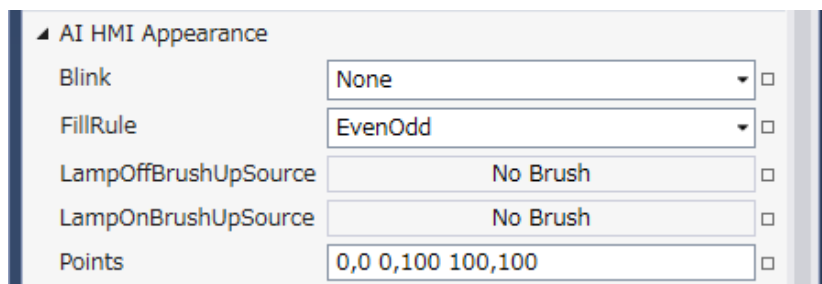 AI HMI Appearance
Blink None
FillRule EvenOdd
LampOffBrushUpSource No Brush
LampOnBrushUpSource No Brush
Points 0,0 0,100 100,100